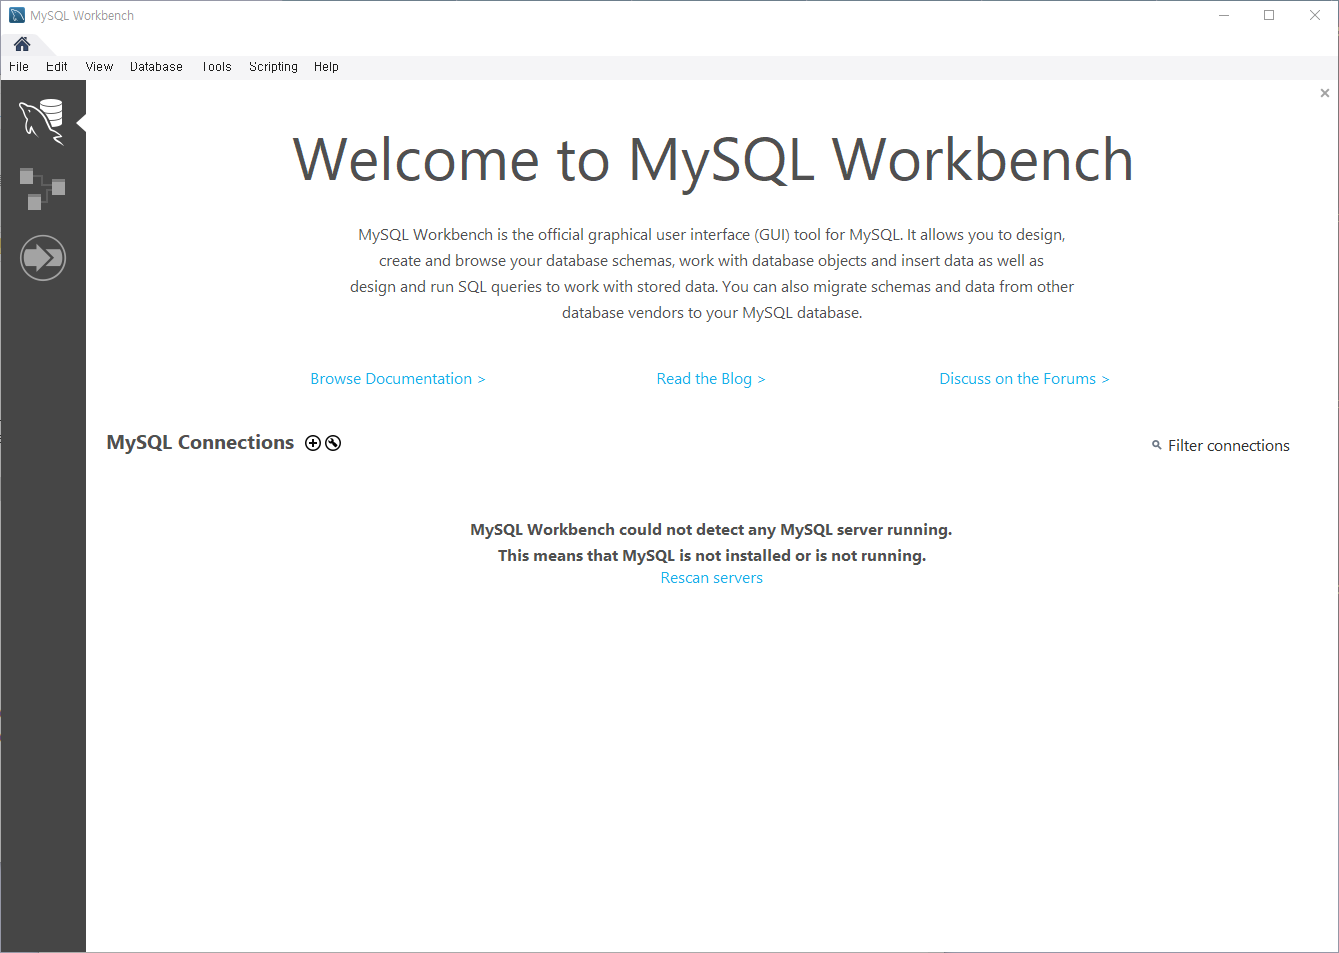 MySQL Workbench
File Edit View Database Tools Scripting Help
Welcome to MySQL Workbench
MySQL Workbench is the official graphical user interface (GUI) tool for MySQL. It allows you to design,
create and browse your database schemas, work with database objects and insert data as well as
design and run SQL queries to work with stored data. You can also migrate schemas and data from other
database vendors to your MySQL database.
Browse Documentation > Read the Blog > Discuss on the Forums >
MySQL Connections Filter connections
MySQL Workbench could not detect any MySQL server running.
This means that MySQL is not installed or is not running.
Rescan servers